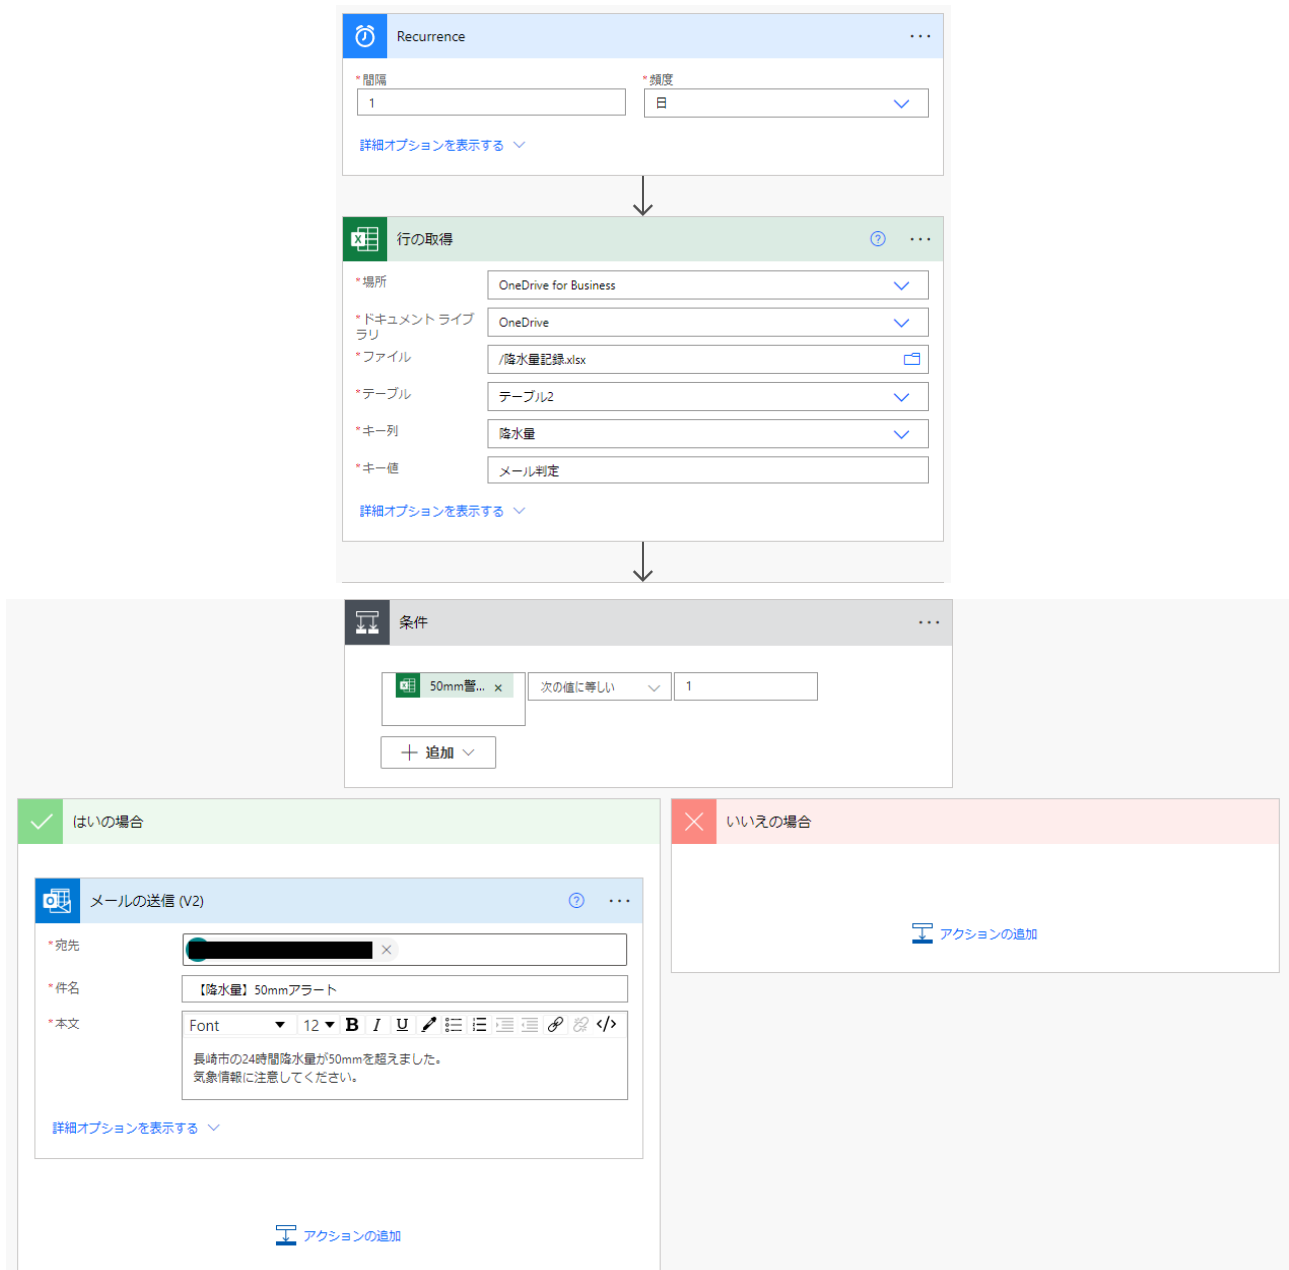 Recurrence
*間隔
*頻度
1
日
詳細オプションを表示する
行の取得
*場所
OneDrive for Business
*ドキュメント ライブ
ラリ
OneDrive
*ファイル
/降水量記録.xlsx
*テーブル
テーブル2
*キー列
降水量
*キー値
メール判定
詳細オプションを表示する
条件
50mm警...
次の値に等しい
1
追加
はいの場合
いいえの場合
メールの送信 (V2)
アクションの追加
*宛先
*件名
【降水量】50mmアラート
*本文
Font 12 B I U </>
長崎市の24時間降水量が50mmを超えました。
気象情報に注意してください。
詳細オプションを表示する
アクションの追加